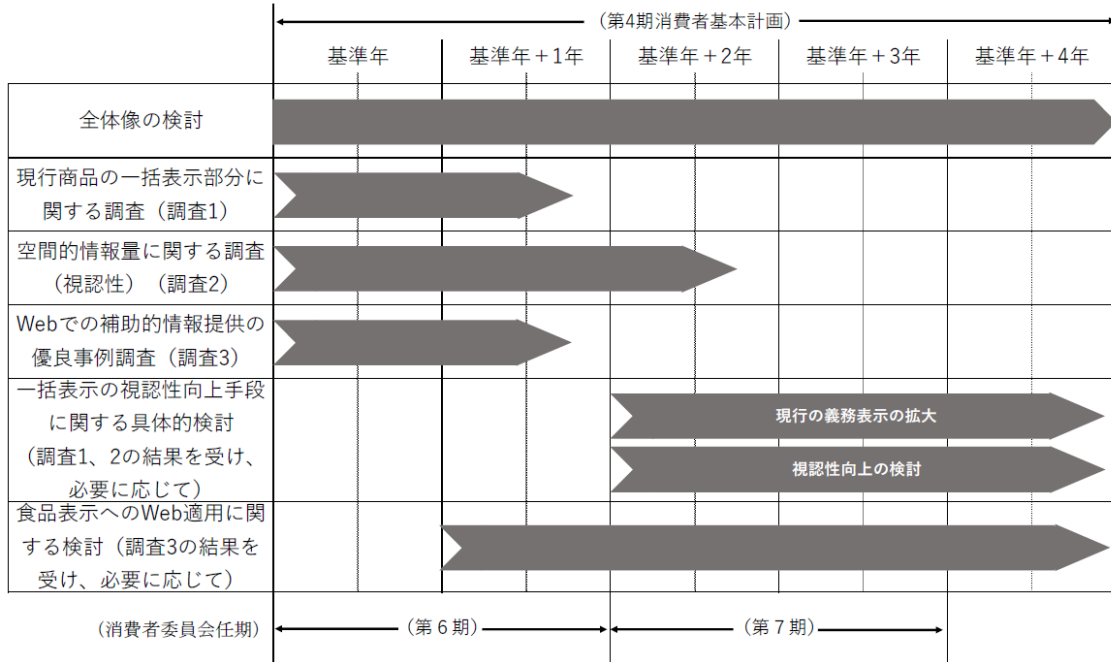 (第4期消費者基本計画)
基準年
基準年+1年
基準年+2年
基準年+3年
基準年+4年
全体像の検討
現行商品の一括表示部分に
関する調査(調査1)
空間的情報量に関する調査
(視認性)(調査2)
Webでの補助的情報提供の
優良事例調査(調査3)
一括表示の視認性向上手段
に関する具体的検討
(調査1、2の結果を受け、
必要に応じて)
現行の義務表示の拡大
視認性向上の検討
食品表示へのWeb適用に関
する検討(調査3の結果を
受け、必要に応じて)
(消費者委員会任期)
(第6期)
(第7期)